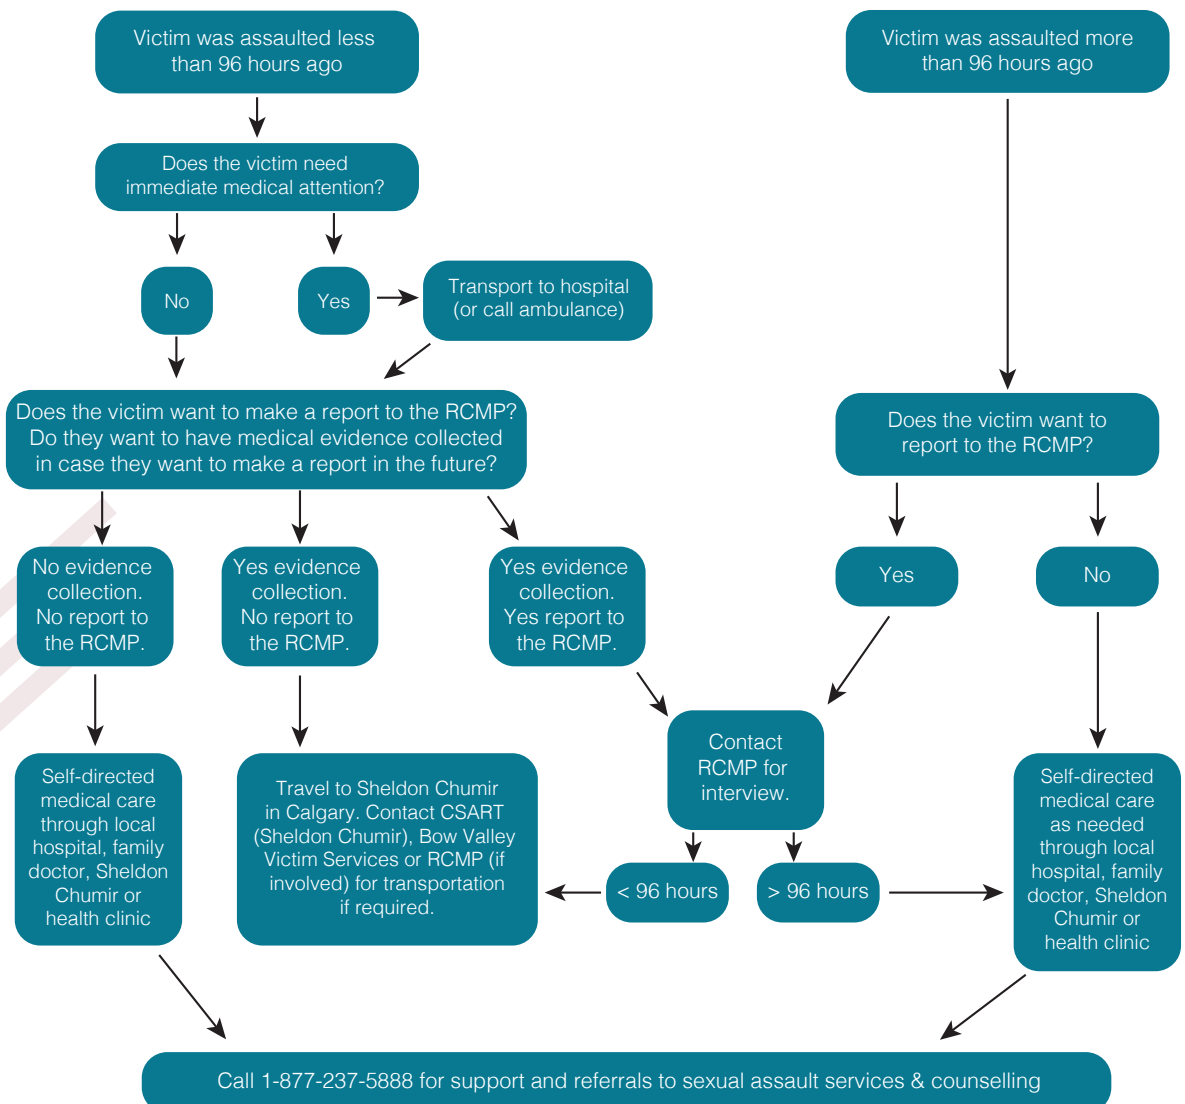 Victim was assaulted less
than 96 hours ago
Victim was assaulted more
than 96 hours ago
Does the victim need
immediate medical attention?
No
Yes
Transport to hospital
(or call ambulance)
Does the victim want to make a report to the RCMP?
Do they want to have medical evidence collected
in case they want to make a report in the future?
Does the victim want to
report to the RCMP?
No evidence
collection.
No report to
the RCMP.
Yes evidence
collection.
No report to
the RCMP.
Yes evidence
collection.
Yes report to
the RCMP.
Yes
No
Contact
RCMP for
interview.
Self-directed
medical care
through local
hospital, family
doctor, Sheldon
Chumir or
health clinic
Travel to Sheldon Chumir
in Calgary. Contact CSART
(Sheldon Chumir), Bow Valley
Victim Services or RCMP (if
involved) for transportation
if required.
< 96 hours
> 96 hours
Self-directed
medical care
as needed
through local
hospital, family
doctor, Sheldon
Chumir or
health clinic
Call 1-877-237-5888 for support and referrals to sexual assault services & counselling